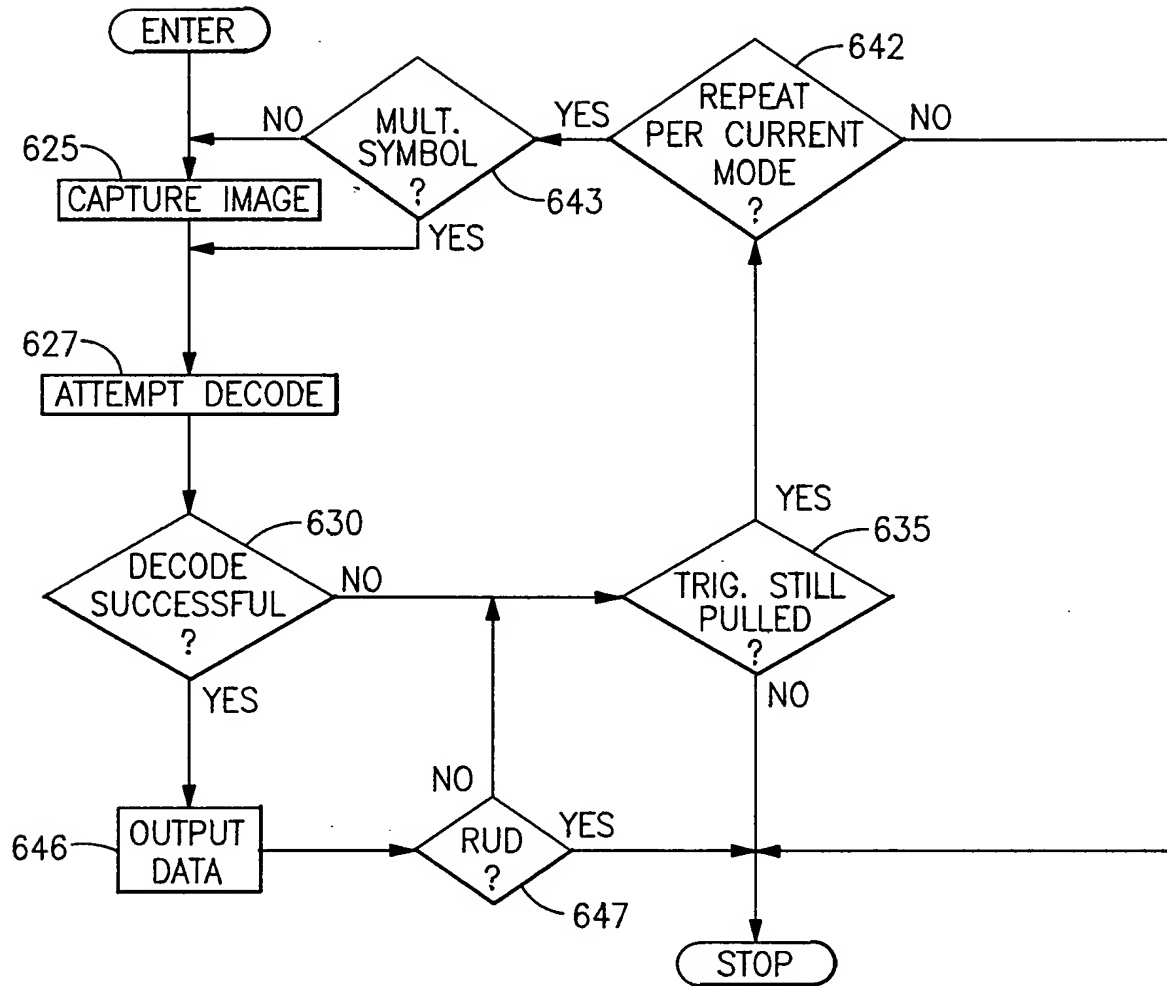 ENTER
642
NO
MULT.
SYMBOL
?
YES
REPEAT
PER CURRENT
MODE
?
NO
625
CAPTURE IMAGE
643
YES
627
ATTEMPT DECODE
YES
630
635
DECODE
SUCCESSFUL
?
NO
TRIG. STILL
PULLED
?
YES
NO
NO
646
OUTPUT
DATA
RUD
?
YES
647
STOP